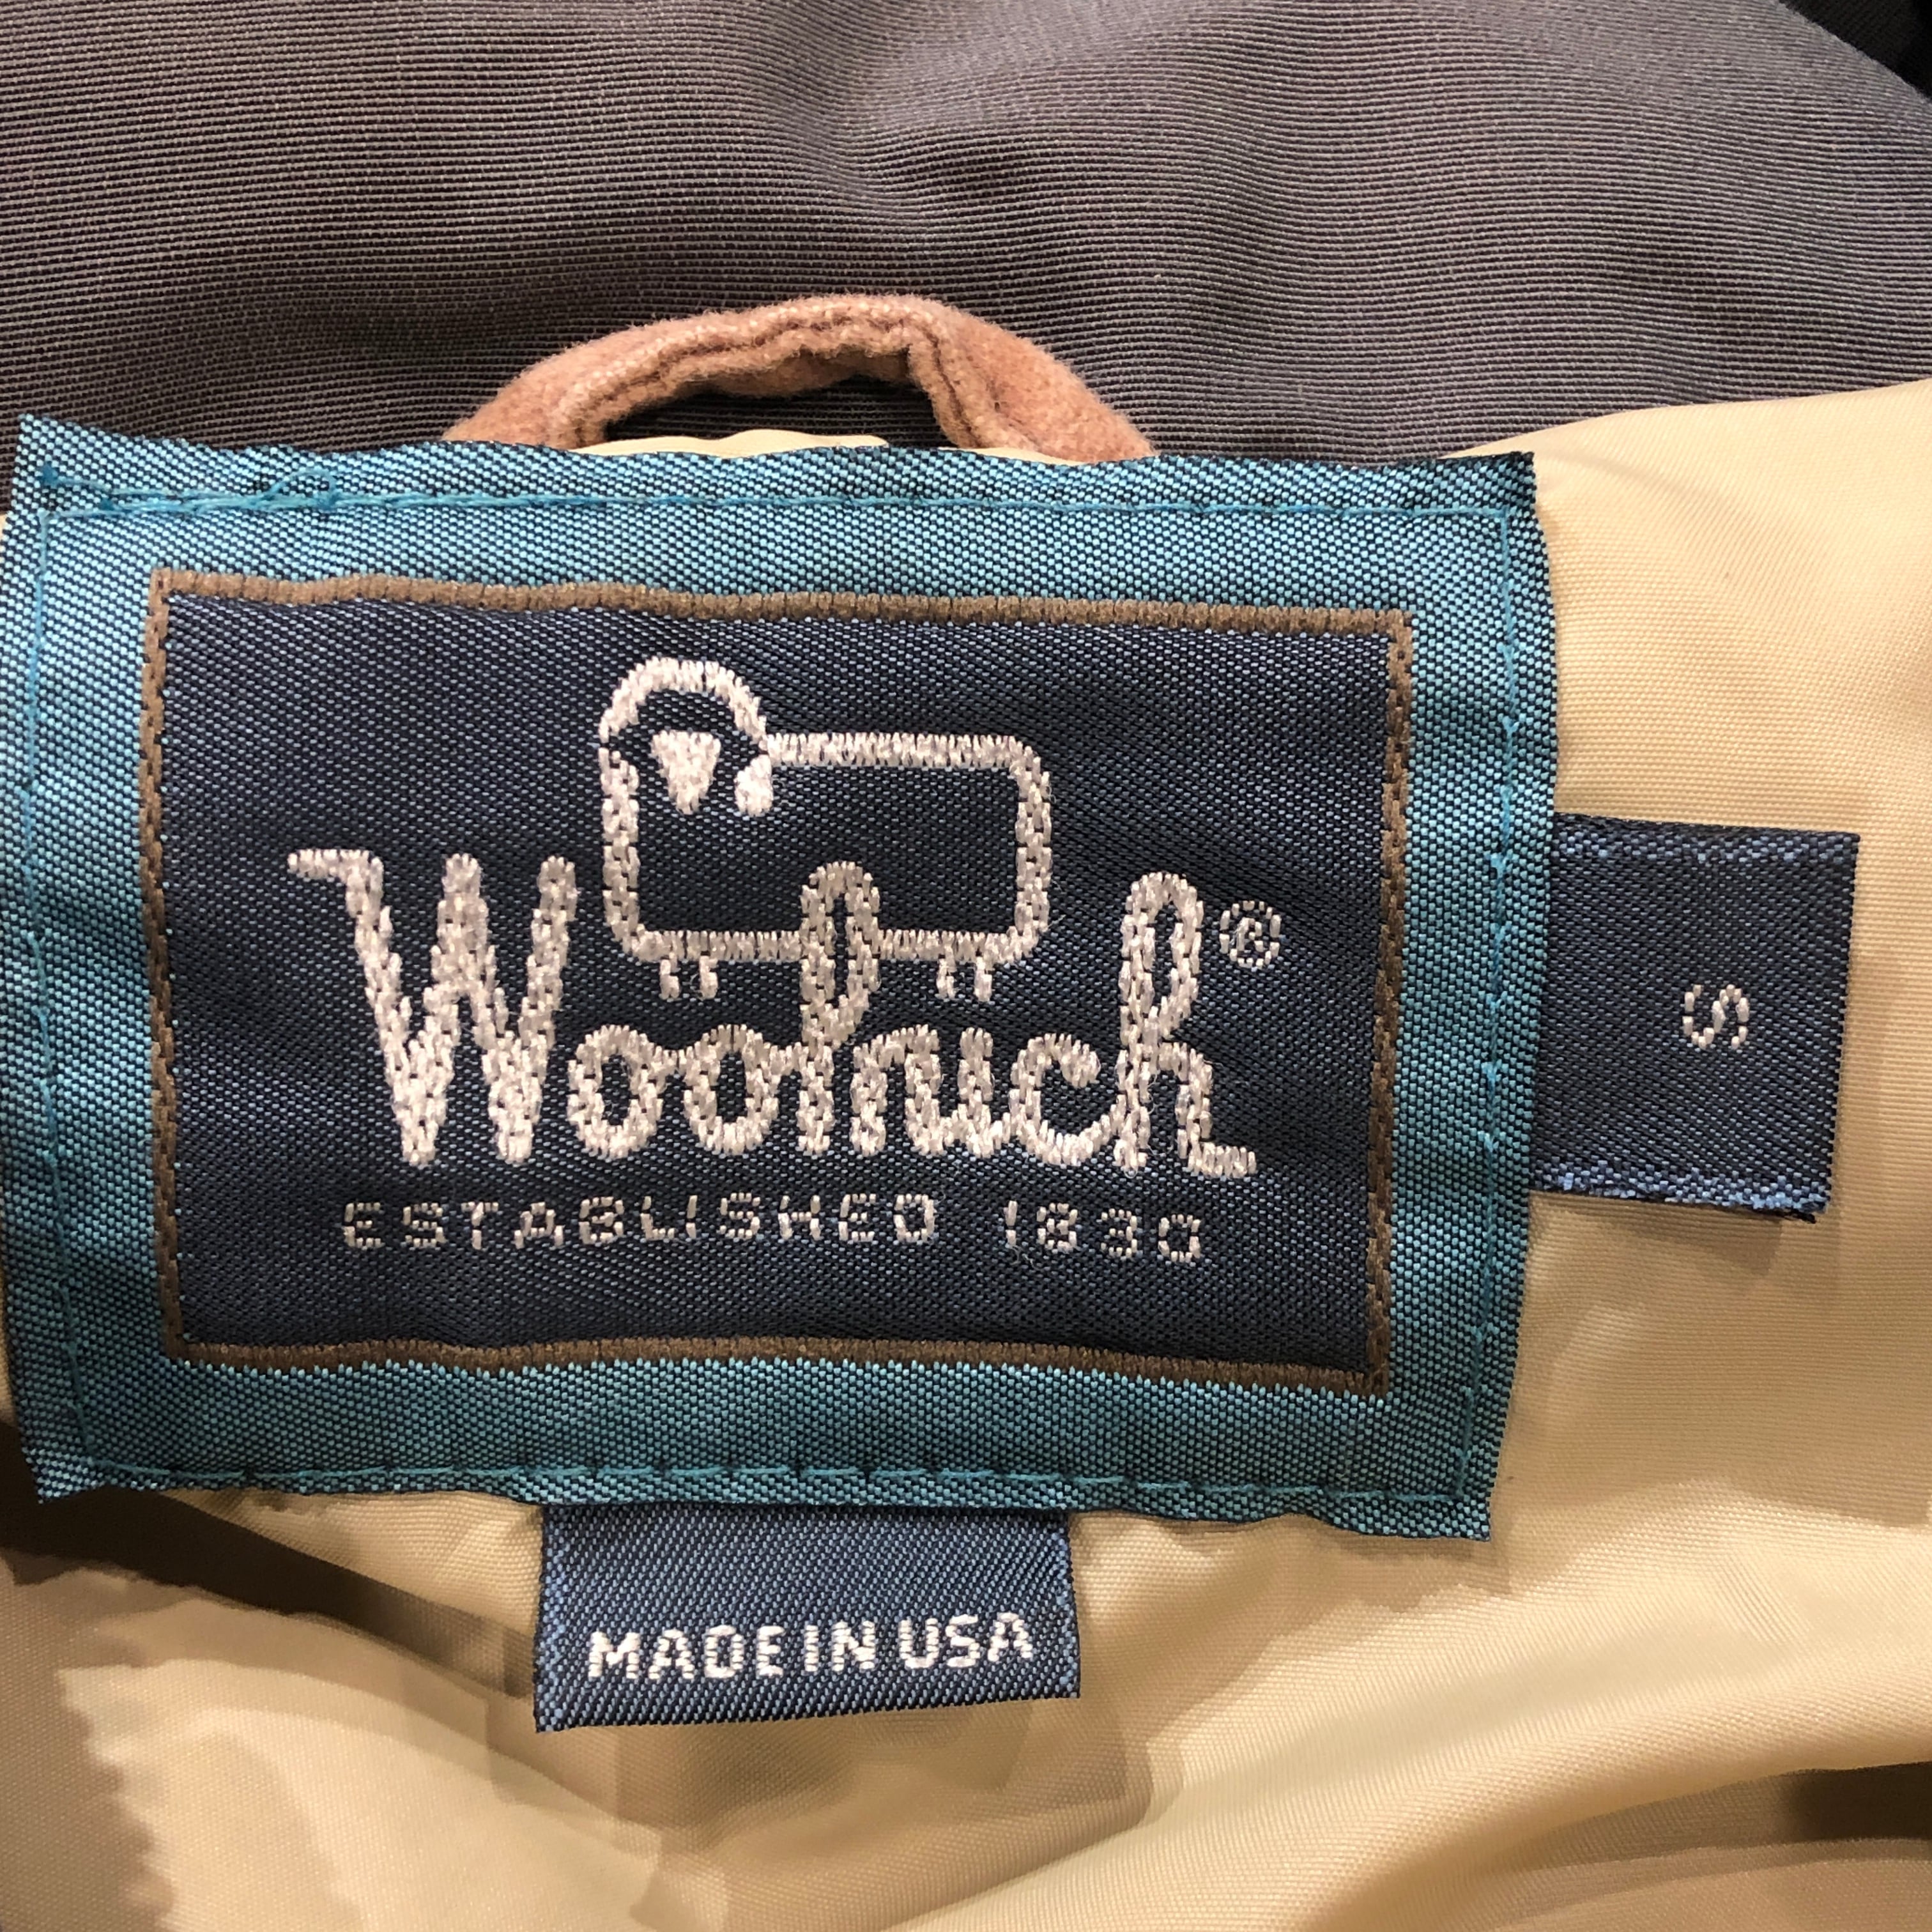 Woolrich®
ESTABLISHED 1830
S
MADE IN USA